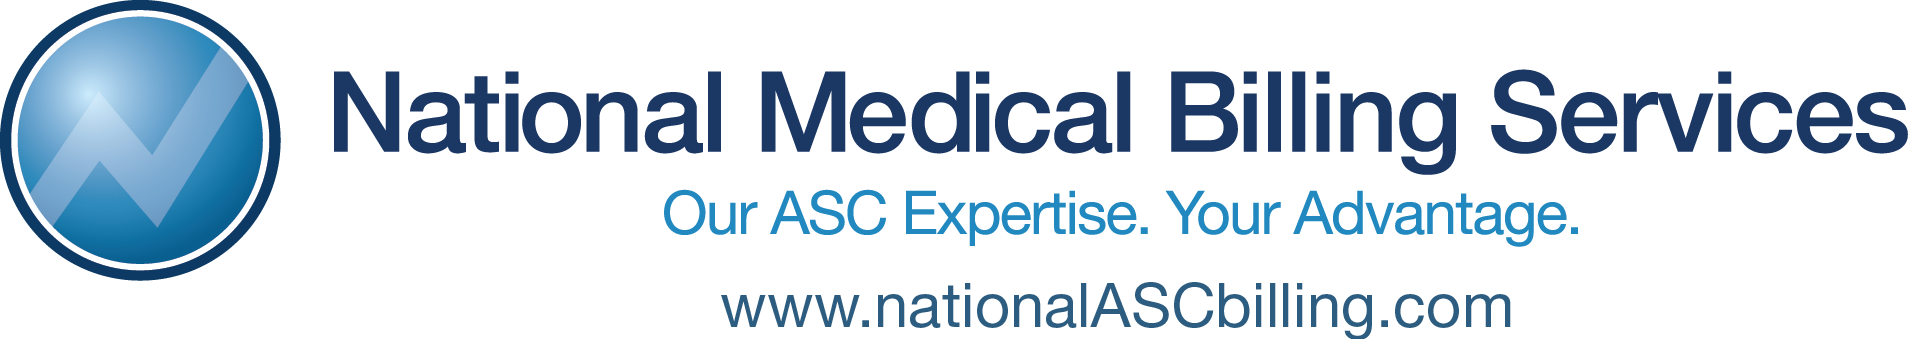 National Medical Billing Services
Our ASC Expertise. Your Advantage.
www.nationalASCbilling.com